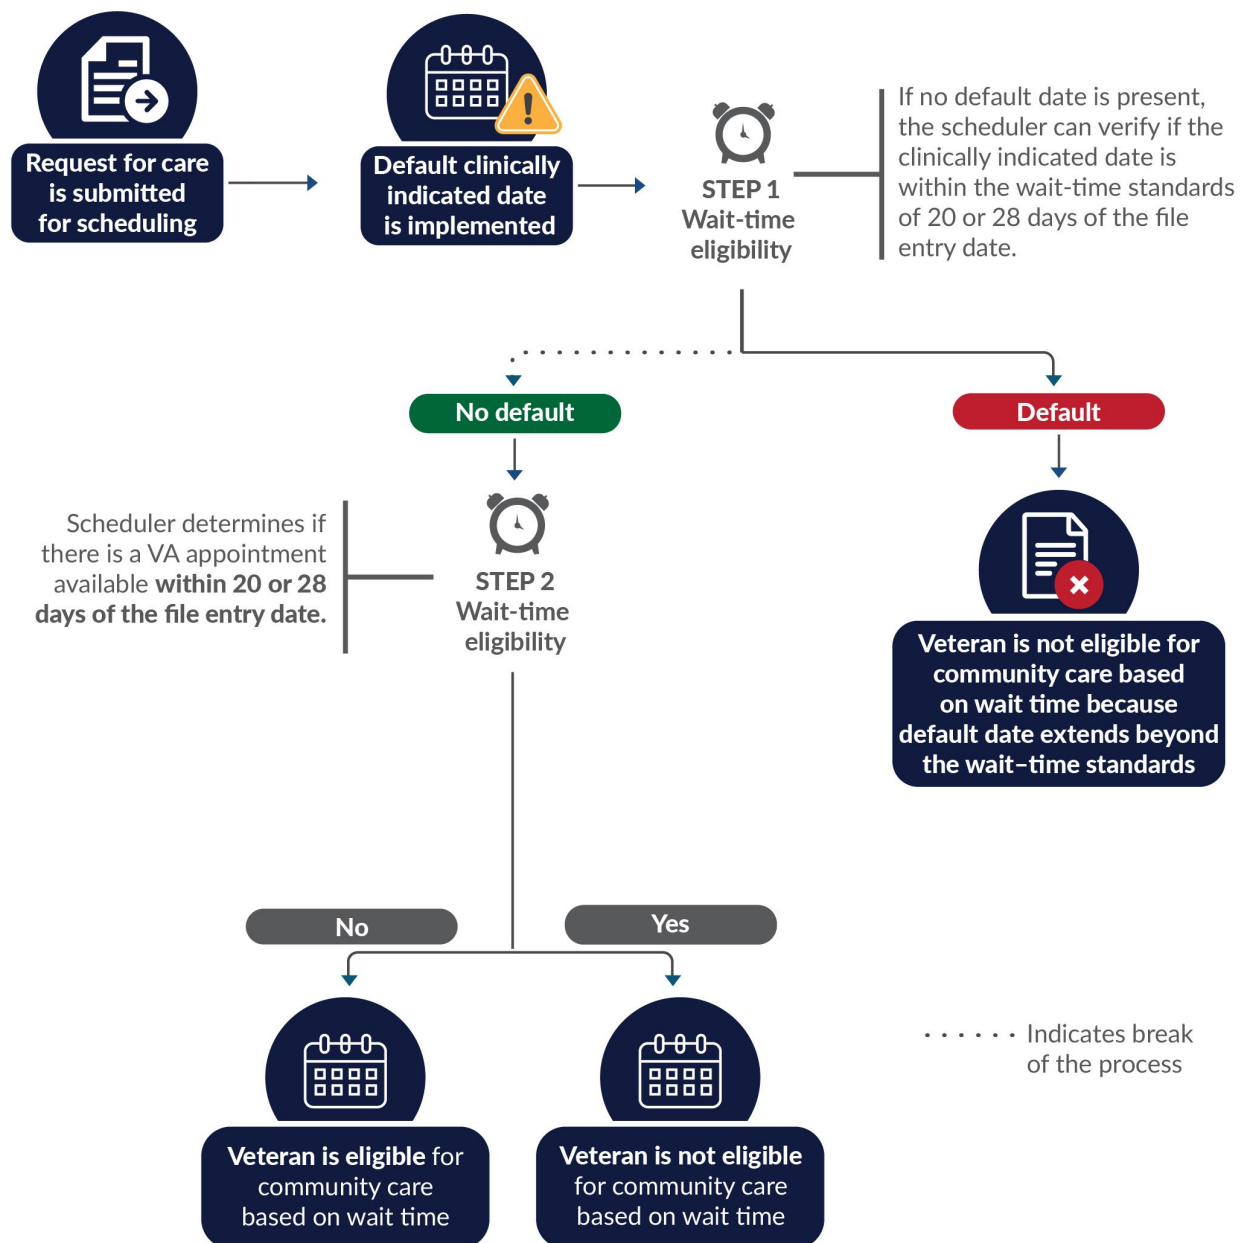 Request for care
is submitted
for scheduling
Default clinically
indicated date
is implemented
STEP 1
Wait-time
eligibility
If no default date is present,
the scheduler can verify if the
clinically indicated date is
within the wait-time standards
of 20 or 28 days of the file
entry date.
No default
Default
Scheduler determines if
there is a VA appointment
available within 20 or 28
days of the file entry date.
STEP 2
Wait-time
eligibility
Veteran is not eligible for
community care based
on wait time because
default date extends beyond
the wait–time standards
No
Yes
Indicates break
of the process
Veteran is eligible for
community care
based on wait time
Veteran is not eligible
for community care
based on wait time